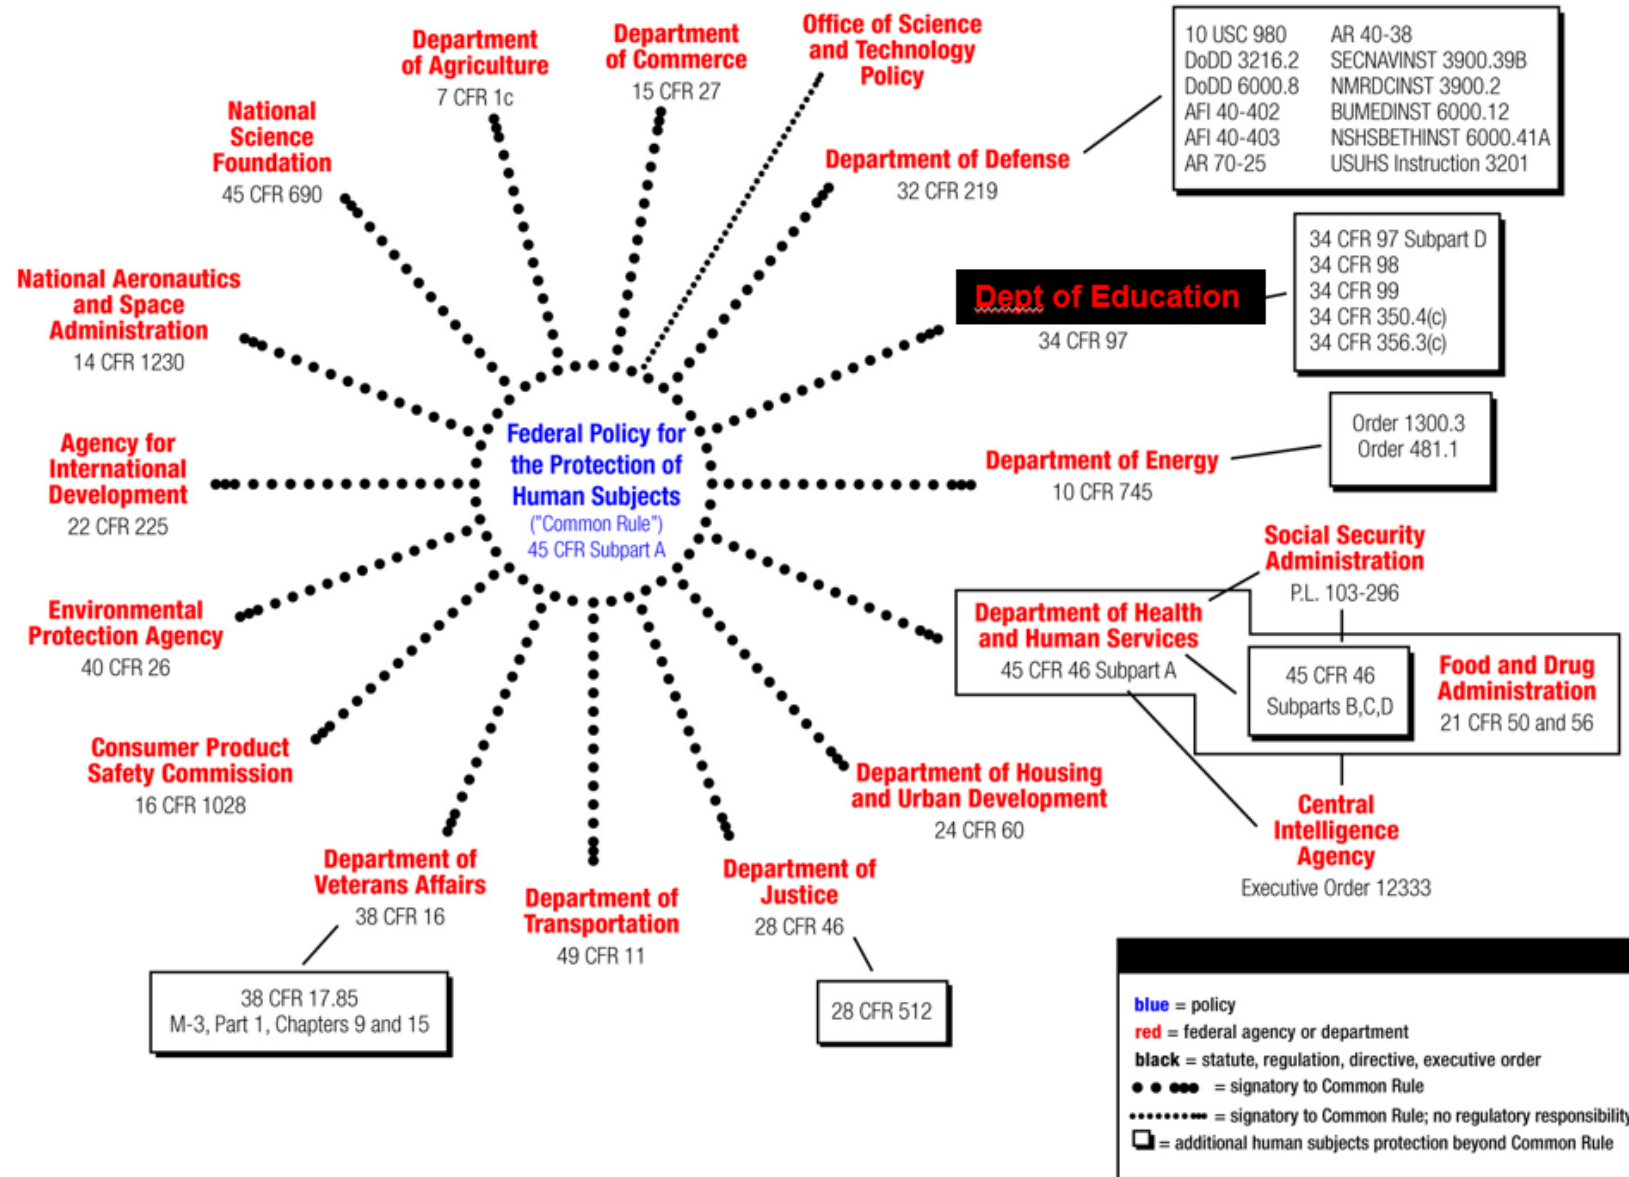 Office of Science
and Technology
Policy
Department
of Commerce
15 CFR 27
Department
of Agriculture
7 CFR 1c
National
Science
Foundation
45 CFR 690
National Aeronautics
and Space
Administration
14 CFR 1230
Agency for
International
Development
22 CFR 225
Environmental
Protection Agency
40 CFR 26
Consumer Product
Safety Commission
16 CFR 1028
Department of
Veterans Affairs
38 CFR 16
38 CFR 17.85
M-3, Part 1, Chapters 9 and 15
Department of
Transportation
49 CFR 11
Department of
Justice
28 CFR 46
28 CFR 512
Department of Housing
and Urban Development
24 CFR 60
Federal Policy for
the Protection of
Human Subjects
("Common Rule")
45 CFR Subpart A
Department of Defense
32 CFR 219
10 USC 980 AR 40-38
DoDD 3216.2 SECNAVINST 3900.39B
DoDD 6000.8 NMRDCINST 3900.2
AFI 40-402 BUMEDINST 6000.12
AFI 40-403 NSHSBETHINST 6000.41A
AR 70-25 USUHS Instruction 3201
Dept of Education
34 CFR 97
34 CFR 97 Subpart D
34 CFR 98
34 CFR 99
34 CFR 350.4(c)
34 CFR 356.3(c)
Department of Energy
10 CFR 745
Order 1300.3
Order 481.1
Social Security
Administration
P.L. 103-296
Department of Health
and Human Services
45 CFR 46 Subpart A
45 CFR 46
Subparts B,C,D
Food and Drug
Administration
21 CFR 50 and 56
Central
Intelligence
Agency
Executive Order 12333
blue = policy
red = federal agency or department
black = statute, regulation, directive, executive order
= signatory to Common Rule
= signatory to Common Rule; no regulatory responsibility
= additional human subjects protection beyond Common Rule